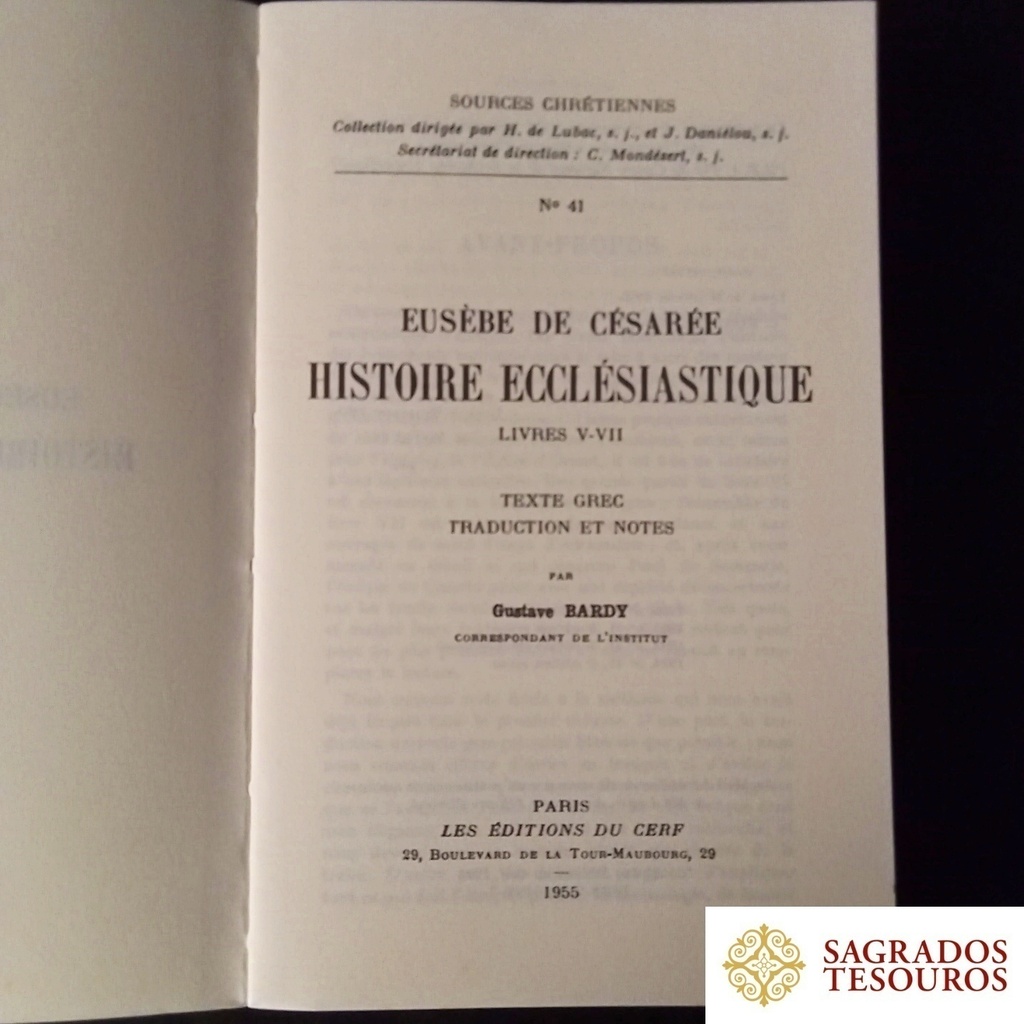 SOURCES CHRÉTIENNES
Collection dirigée par H. de Lubac, s. j., et J. Daniélou, s. j.
Secrétariat de direction : C. Mondésert, s. j.
Nº 41
EUSÈBE DE CÉSARÉE
HISTOIRE ECCLÉSIASTIQUE
LIVRES V-VII
TEXTE GREC
TRADUCTION ET NOTES
PAR
Gustave BARDY
CORRESPONDANT DE L'INSTITUT
PARIS
LES ÉDITIONS DU CERF
29, BOULEVARD DE LA TOUR-MAUBOURG, 29
1955
SAGRADOS
TESOUROS